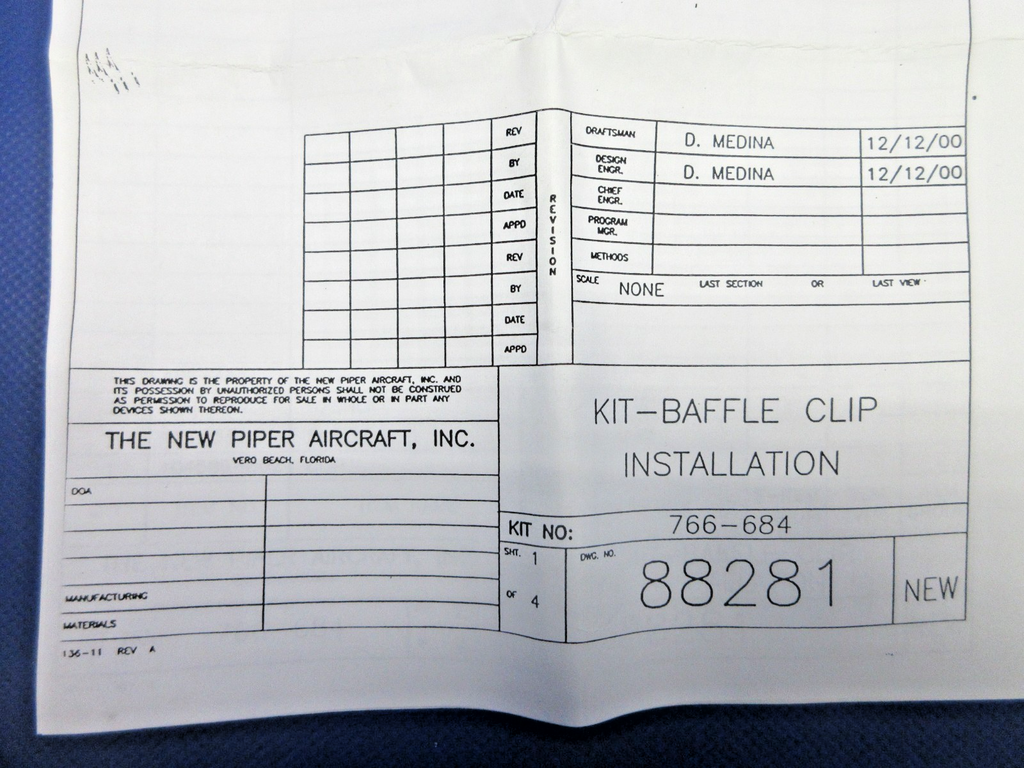 REV
BY
DATE
APPD
REV
BY
DATE
APPD
REVISION
DRAFTSMAN D. MEDINA 12/12/00
DESIGN ENGR. D. MEDINA 12/12/00
CHIEF ENGR.
PROGRAM MGR.
METHODS
SCALE NONE LAST SECTION OR LAST VIEW
THIS DRAWING IS THE PROPERTY OF THE NEW PIPER AIRCRAFT, INC. AND
ITS POSSESSION BY UNAUTHORIZED PERSONS SHALL NOT BE CONSTRUED
AS PERMISSION TO REPRODUCE FOR SALE IN WHOLE OR IN PART ANY
DEVICES SHOWN THEREON.
THE NEW PIPER AIRCRAFT, INC.
VERO BEACH, FLORIDA
DOA
MANUFACTURING
MATERIALS
136-11 REV A
KIT-BAFFLE CLIP
INSTALLATION
KIT NO: 766-684
SHT. 1
OF 4
DWG. NO.
88281
NEW